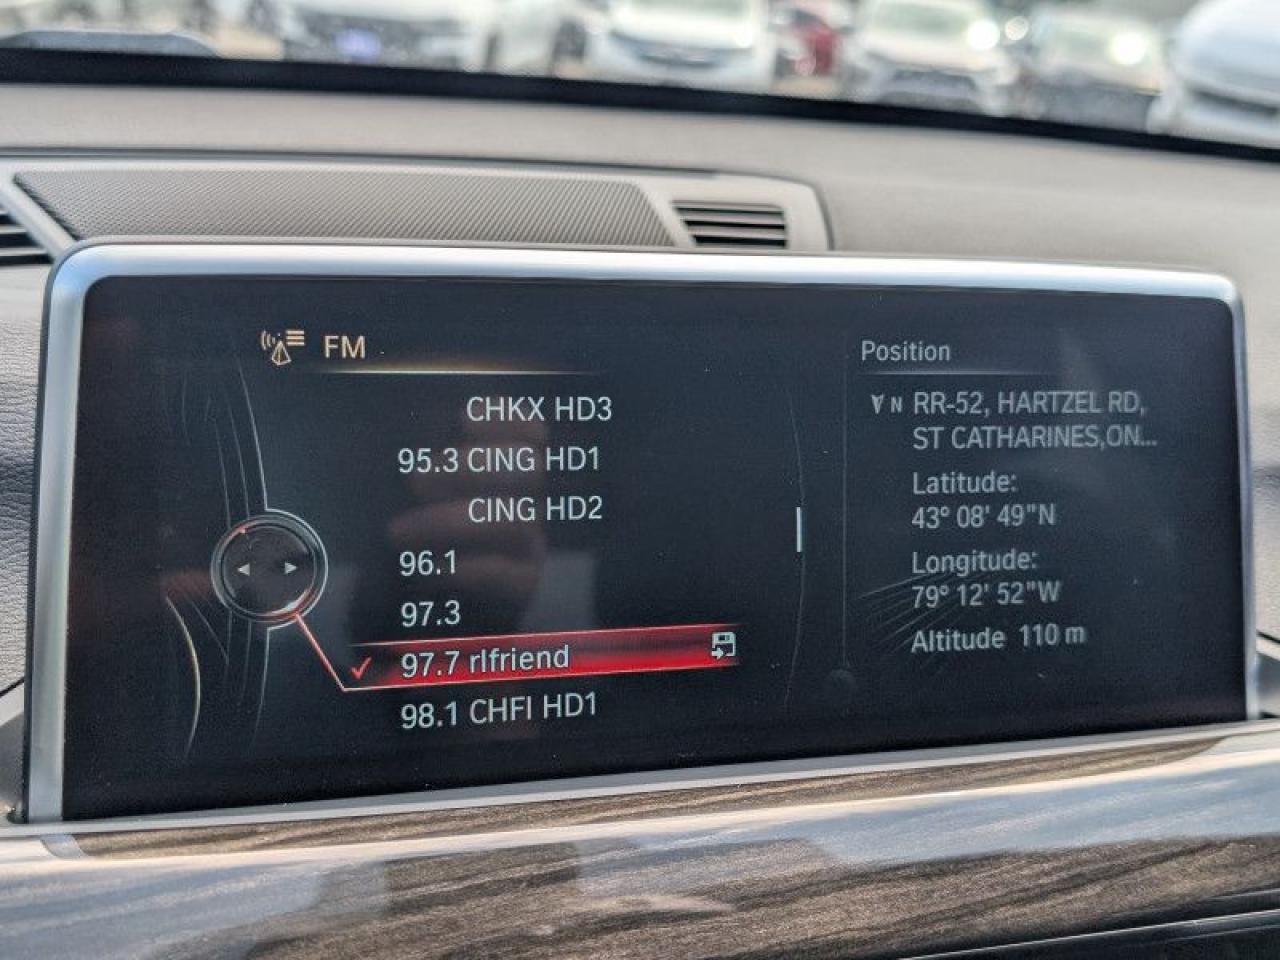 FM
CHKX HD3
95.3 CING HD1
CING HD2
96.1
97.3
97.7 rlfriend
98.1 CHFI HD1
Position
N RR-52, HARTZEL RD,
ST CATHARINES,ON...
Latitude:
43° 08' 49"N
Longitude:
79° 12' 52"W
Altitude 110 m